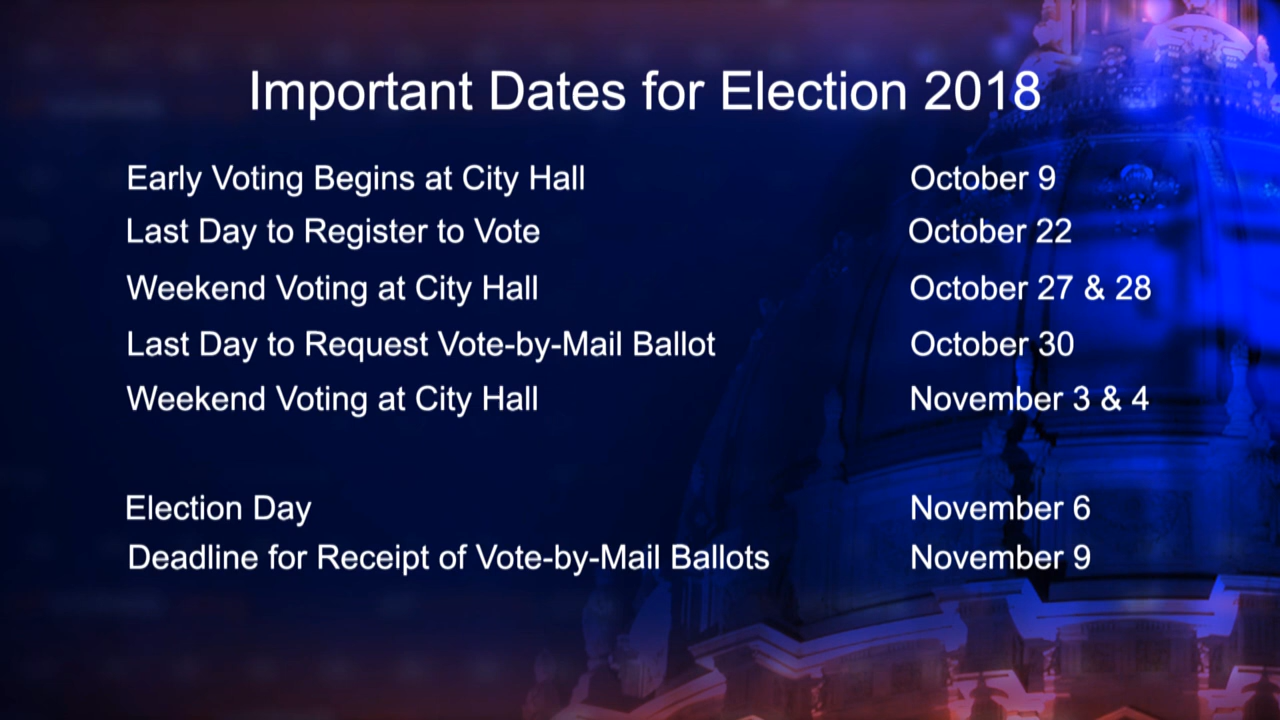 Important Dates for Election 2018
Early Voting Begins at City Hall October 9
Last Day to Register to Vote October 22
Weekend Voting at City Hall October 27 & 28
Last Day to Request Vote-by-Mail Ballot October 30
Weekend Voting at City Hall November 3 & 4
Election Day November 6
Deadline for Receipt of Vote-by-Mail Ballots November 9